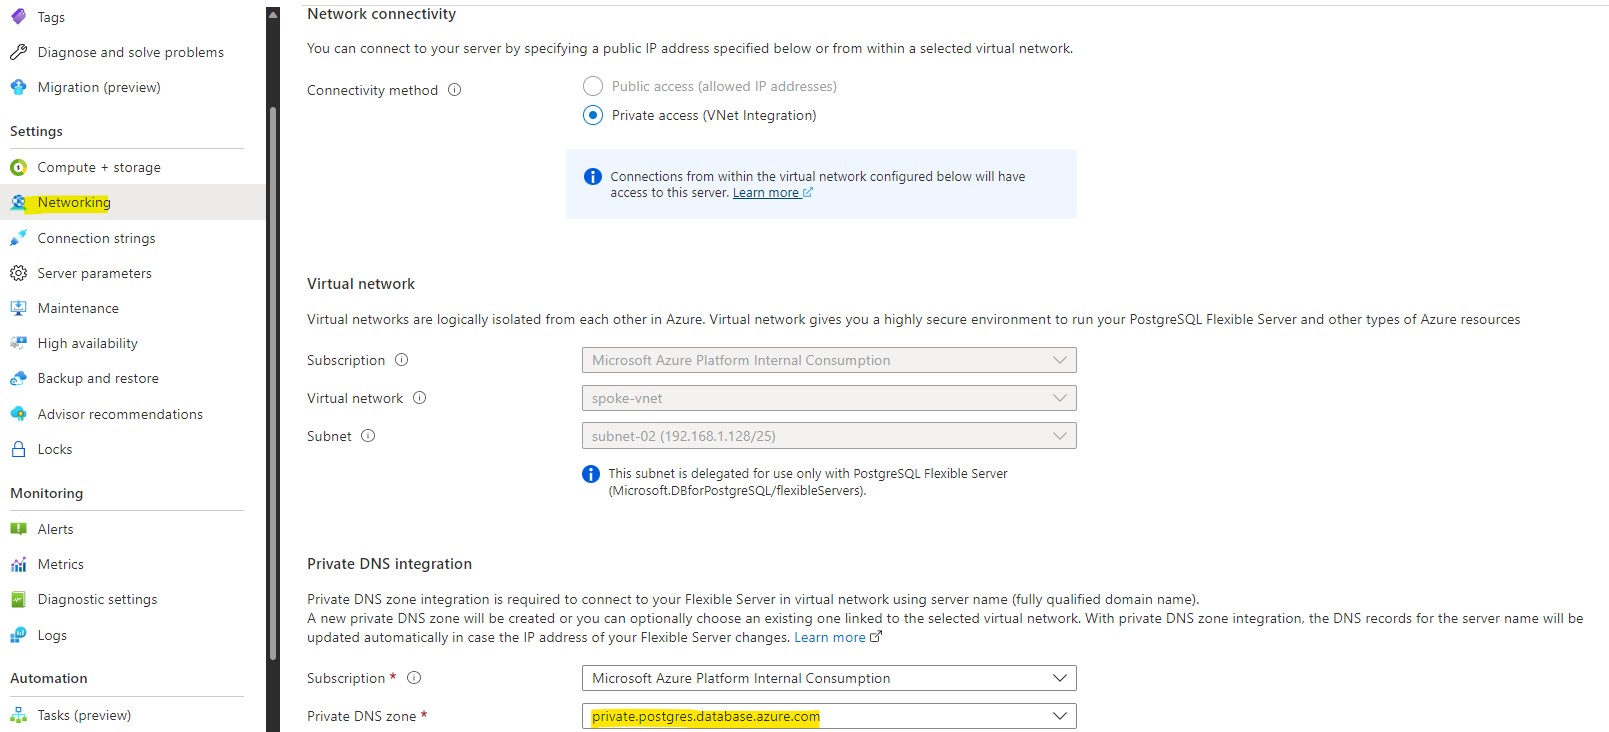 Tags
Diagnose and solve problems
Migration (preview)
Settings
Compute + storage
Networking
Connection strings
Server parameters
Maintenance
High availability
Backup and restore
Advisor recommendations
Locks
Monitoring
Alerts
Metrics
Diagnostic settings
Logs
Automation
Tasks (preview)
Network connectivity
You can connect to your server by specifying a public IP address specified below or from within a selected virtual network.
Connectivity method
Public access (allowed IP addresses)
Private access (VNet Integration)
Connections from within the virtual network configured below will have
access to this server. Learn more
Virtual network
Virtual networks are logically isolated from each other in Azure. Virtual network gives you a highly secure environment to run your PostgreSQL Flexible Server and other types of Azure resources
Subscription
Microsoft Azure Platform Internal Consumption
Virtual network
spoke-vnet
Subnet
subnet-02 (192.168.1.128/25)
This subnet is delegated for use only with PostgreSQL Flexible Server
(Microsoft.DBforPostgreSQL/flexibleServers).
Private DNS integration
Private DNS zone integration is required to connect to your Flexible Server in virtual network using server name (fully qualified domain name).
A new private DNS zone will be created or you can optionally choose an existing one linked to the selected virtual network. With private DNS zone integration, the DNS records for the server name will be
updated automatically in case the IP address of your Flexible Server changes. Learn more
Subscription *
Microsoft Azure Platform Internal Consumption
Private DNS zone *
private.postgres.database.azure.com